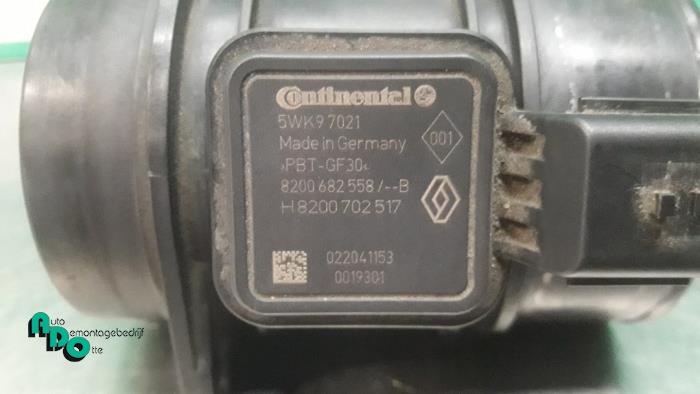 Continental
5WK9 7021
001
Made in Germany
>PBT-GF30<
8200 682 558 /--B
H 8200 702 517
022041153
0019301
Auto
Demontagebedrijf
Otte